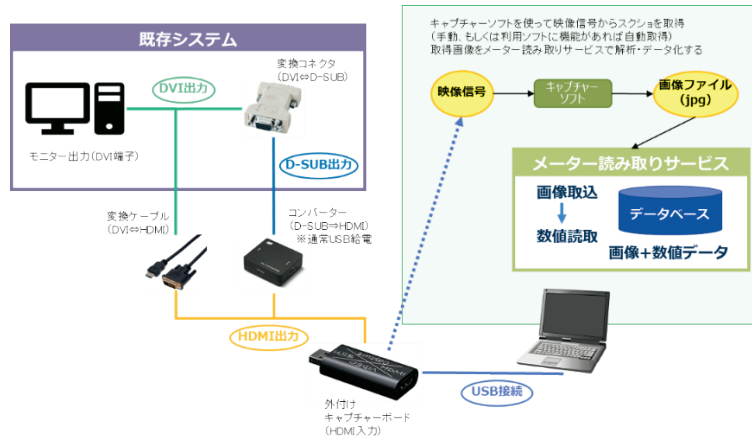 既存システム
変換コネクタ
(DVI⇔D-SUB)
DVI出力
モニター出力(DVI端子)
D-SUB出力
変換ケーブル
(DVI⇔HDMI)
コンバーター
(D-SUB⇒HDMI)
※通常USB給電
HDMI出力
外付け
キャプチャーボード
(HDMI入力)
USB接続
キャプチャーソフトを使って映像信号からスクショを取得
(手動、もしくは利用ソフトに機能があれば自動取得)
取得画像をメーター読み取りサービスで解析・データ化する
映像信号
キャプチャー
ソフト
画像ファイル
(jpg)
メーター読み取りサービス
画像取込
数値読取
データベース
画像+数値データ